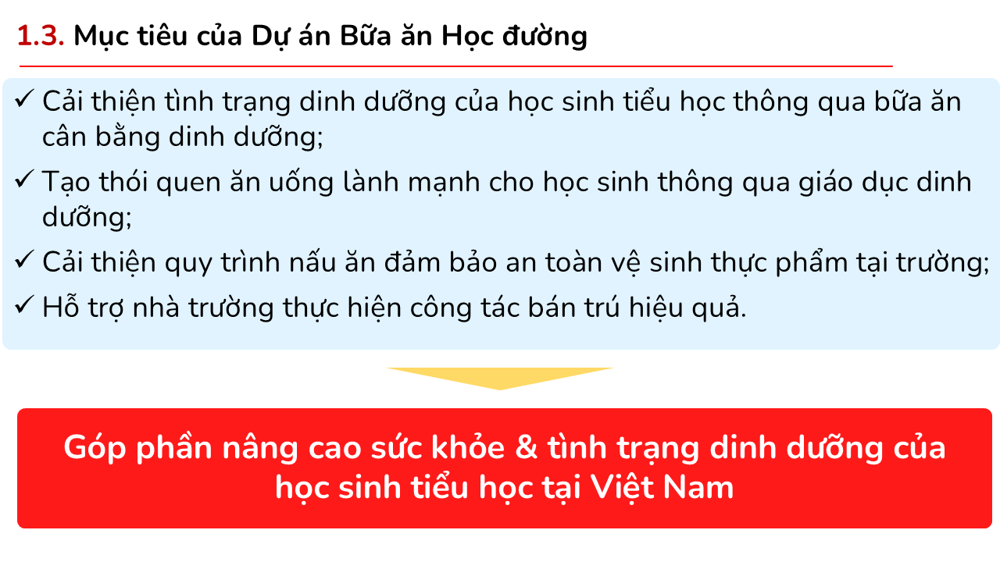 1.3. Mục tiêu của Dự án Bữa ăn Học đường
✓ Cải thiện tình trạng dinh dưỡng của học sinh tiểu học thông qua bữa ăn
cân bằng dinh dưỡng;
✓ Tạo thói quen ăn uống lành mạnh cho học sinh thông qua giáo dục dinh
dưỡng;
✓ Cải thiện quy trình nấu ăn đảm bảo an toàn vệ sinh thực phẩm tại trường;
✓ Hỗ trợ nhà trường thực hiện công tác bán trú hiệu quả.
Góp phần nâng cao sức khỏe & tình trạng dinh dưỡng của
học sinh tiểu học tại Việt Nam